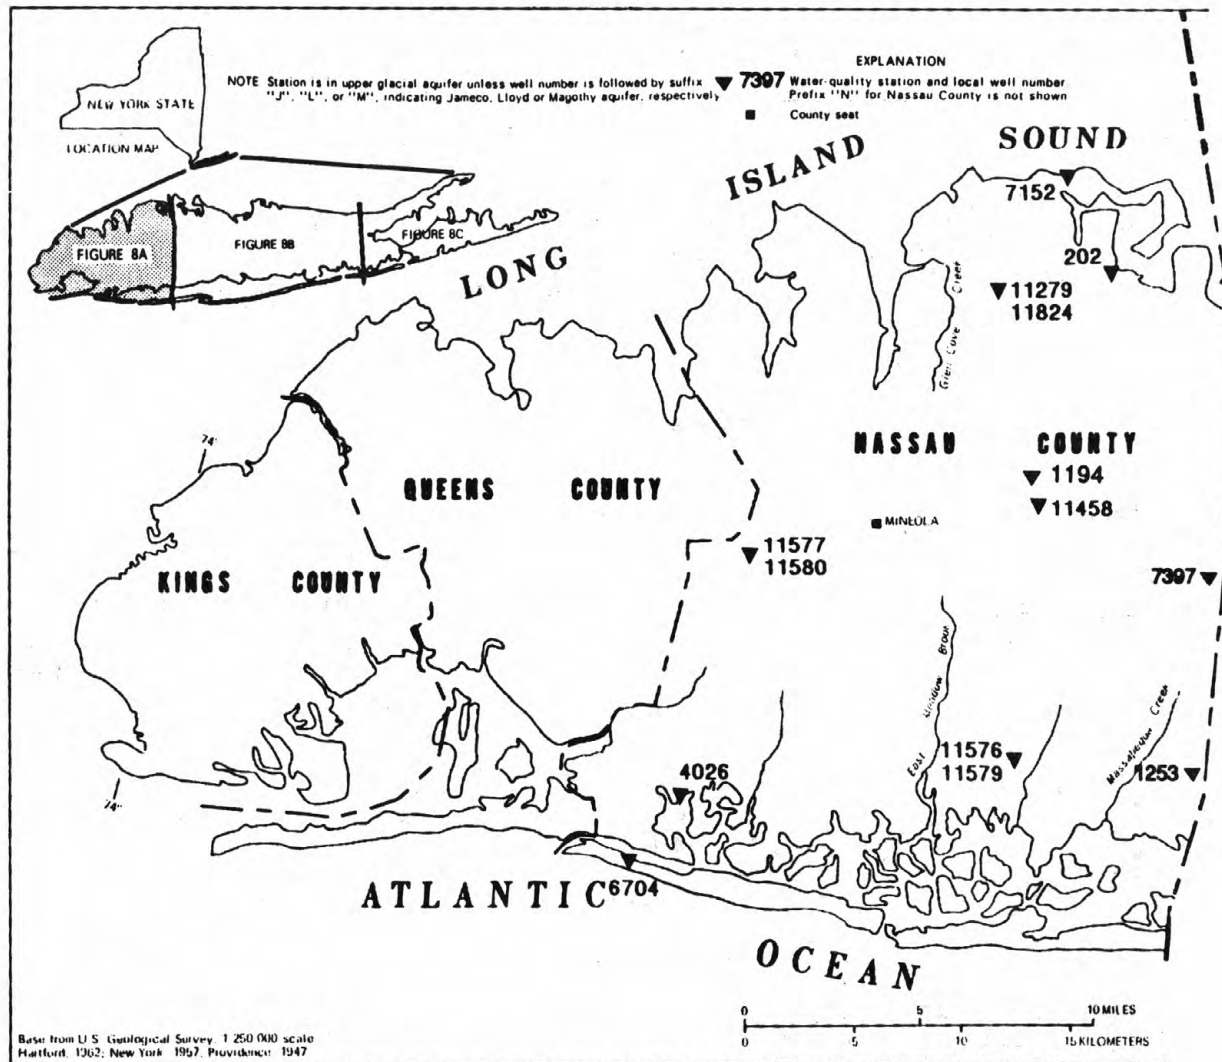 NEW YORK STATE
LOCATION MAP
NOTE Station is in upper glacial aquifer unless well number is followed by suffix
"J", "L", or "M", indicating Jameco, Lloyd or Magothy aquifer, respectively
EXPLANATION
7397 Water-quality station and local well number
Prefix "N" for Nassau County is not shown
County seat
FIGURE 8A
FIGURE 8B
FIGURE 8C
LONG
ISLAND
SOUND
7152
202
11279
11824
Glen Cove Creek
NASSAU COUNTY
1194
11458
MINEOLA
74°
QUEENS COUNTY
11577
11580
KINGS COUNTY
7397
East Meadow Brook
11576
11579
Massapequa Creek
1253
4026
74°
6704
ATLANTIC
OCEAN
0 5 10 MILES
0 5 10 15 KILOMETERS
Base from U S Geological Survey 1 250 000 scale
Hartford, 1962; New York 1957, Providence 1947